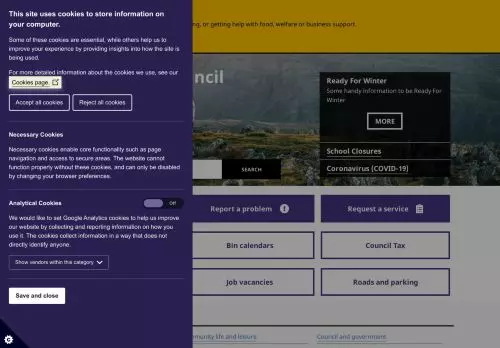 This site uses cookies to store information on
your computer.
Some of these cookies are essential, while others help us to
improve your experience by providing insights into how the site is
being used.
For more detailed information about the cookies we use, see our
Cookies page.
Accept all cookies
Reject all cookies
Necessary Cookies
Necessary cookies enable core functionality such as page
navigation and access to secure areas. The website cannot
function properly without these cookies, and can only be disabled
by changing your browser preferences.
Analytical Cookies
Off
We would like to set Google Analytics cookies to help us improve
our website by collecting and reporting information on how you
use it. The cookies collect information in a way that does not
directly identify anyone.
Show vendors within this category
Save and close
or getting help with food, welfare or business support.
Ready For Winter
Some handy information to be Ready For
Winter
MORE
School Closures
Coronavirus (COVID-19)
SEARCH
Report a problem
Request a service
Bin calendars
Council Tax
Job vacancies
Roads and parking
life and leisure
Council and government